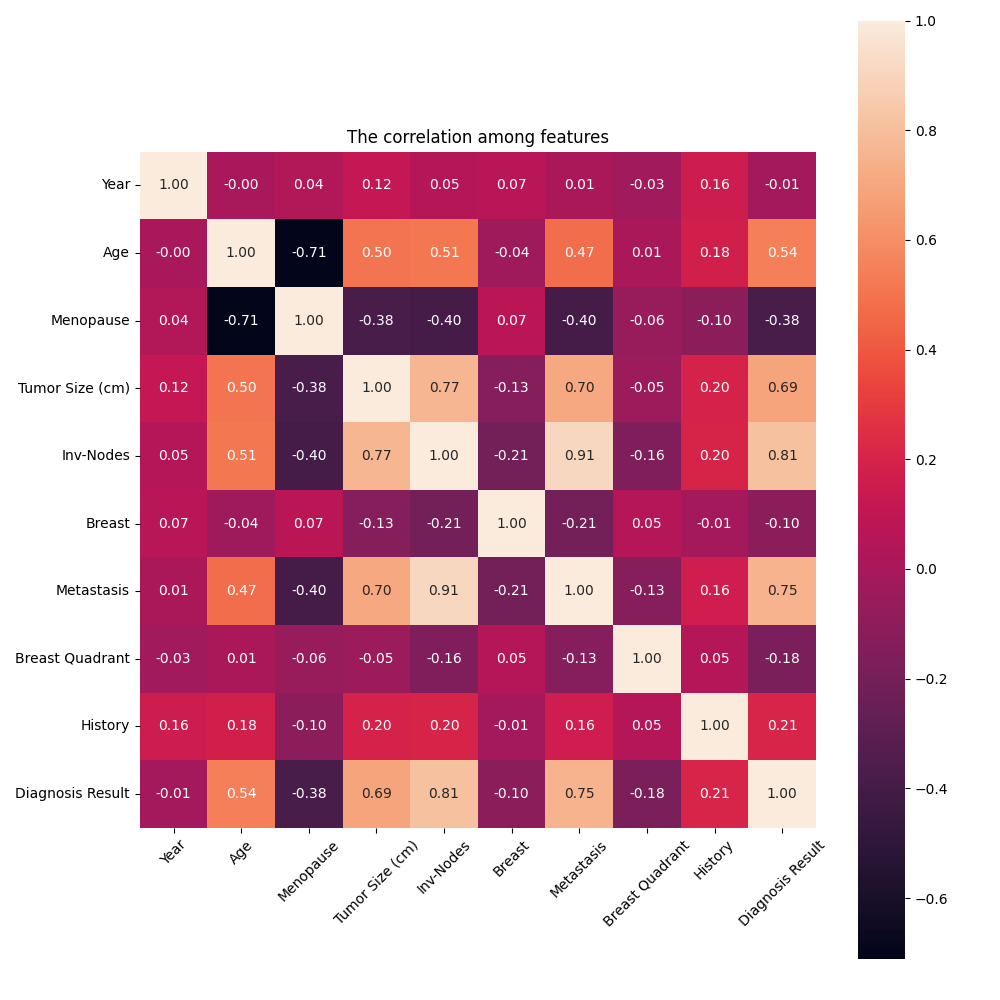 The correlation among features
Year 1.00 -0.00 0.04 0.12 0.05 0.07 0.01 -0.03 0.16 -0.01
Age -0.00 1.00 -0.71 0.50 0.51 -0.04 0.47 0.01 0.18 0.54
Menopause 0.04 -0.71 1.00 -0.38 -0.40 0.07 -0.40 -0.06 -0.10 -0.38
Tumor Size (cm) 0.12 0.50 -0.38 1.00 0.77 -0.13 0.70 -0.05 0.20 0.69
Inv-Nodes 0.05 0.51 -0.40 0.77 1.00 -0.21 0.91 -0.16 0.20 0.81
Breast 0.07 -0.04 0.07 -0.13 -0.21 1.00 -0.21 0.05 -0.01 -0.10
Metastasis 0.01 0.47 -0.40 0.70 0.91 -0.21 1.00 -0.13 0.16 0.75
Breast Quadrant -0.03 0.01 -0.06 -0.05 -0.16 0.05 -0.13 1.00 0.05 -0.18
History 0.16 0.18 -0.10 0.20 0.20 -0.01 0.16 0.05 1.00 0.21
Diagnosis Result -0.01 0.54 -0.38 0.69 0.81 -0.10 0.75 -0.18 0.21 1.00
Year Age Menopause Tumor Size (cm) Inv-Nodes Breast Metastasis Breast Quadrant History Diagnosis Result
1.0
0.8
0.6
0.4
0.2
0.0
−0.2
−0.4
−0.6